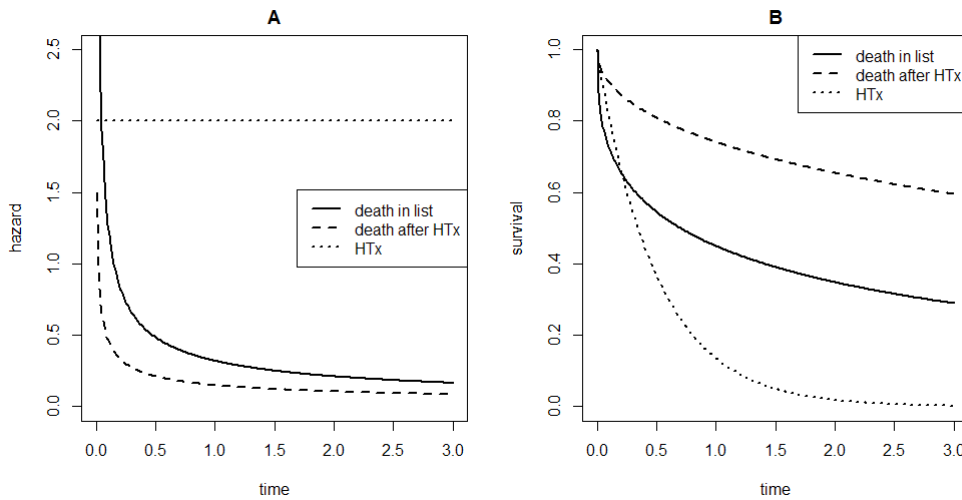 A
hazard
2.5
2.0
1.5
1.0
0.5
0.0
death in list
death after HTx
HTx
0.0 0.5 1.0 1.5 2.0 2.5 3.0
time
B
survival
1.0
0.8
0.6
0.4
0.2
0.0
death in list
death after HTx
HTx
0.0 0.5 1.0 1.5 2.0 2.5 3.0
time